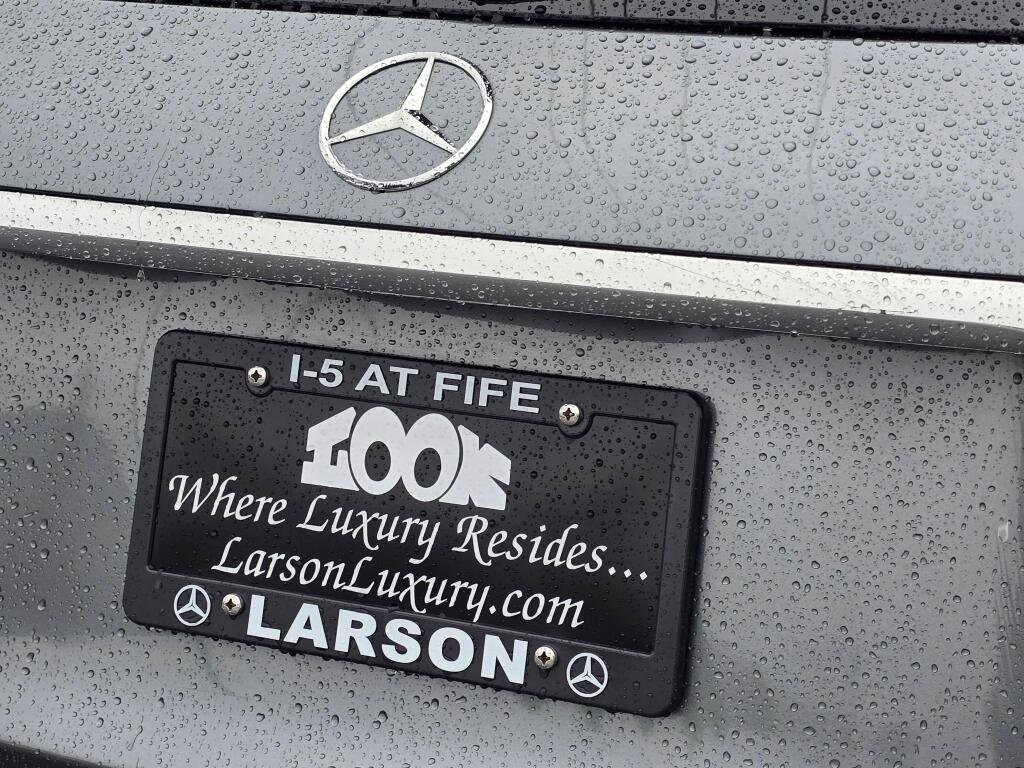 I-5 AT FIFE
LOOK
Where Luxury Resides...
LarsonLuxury.com
LARSON